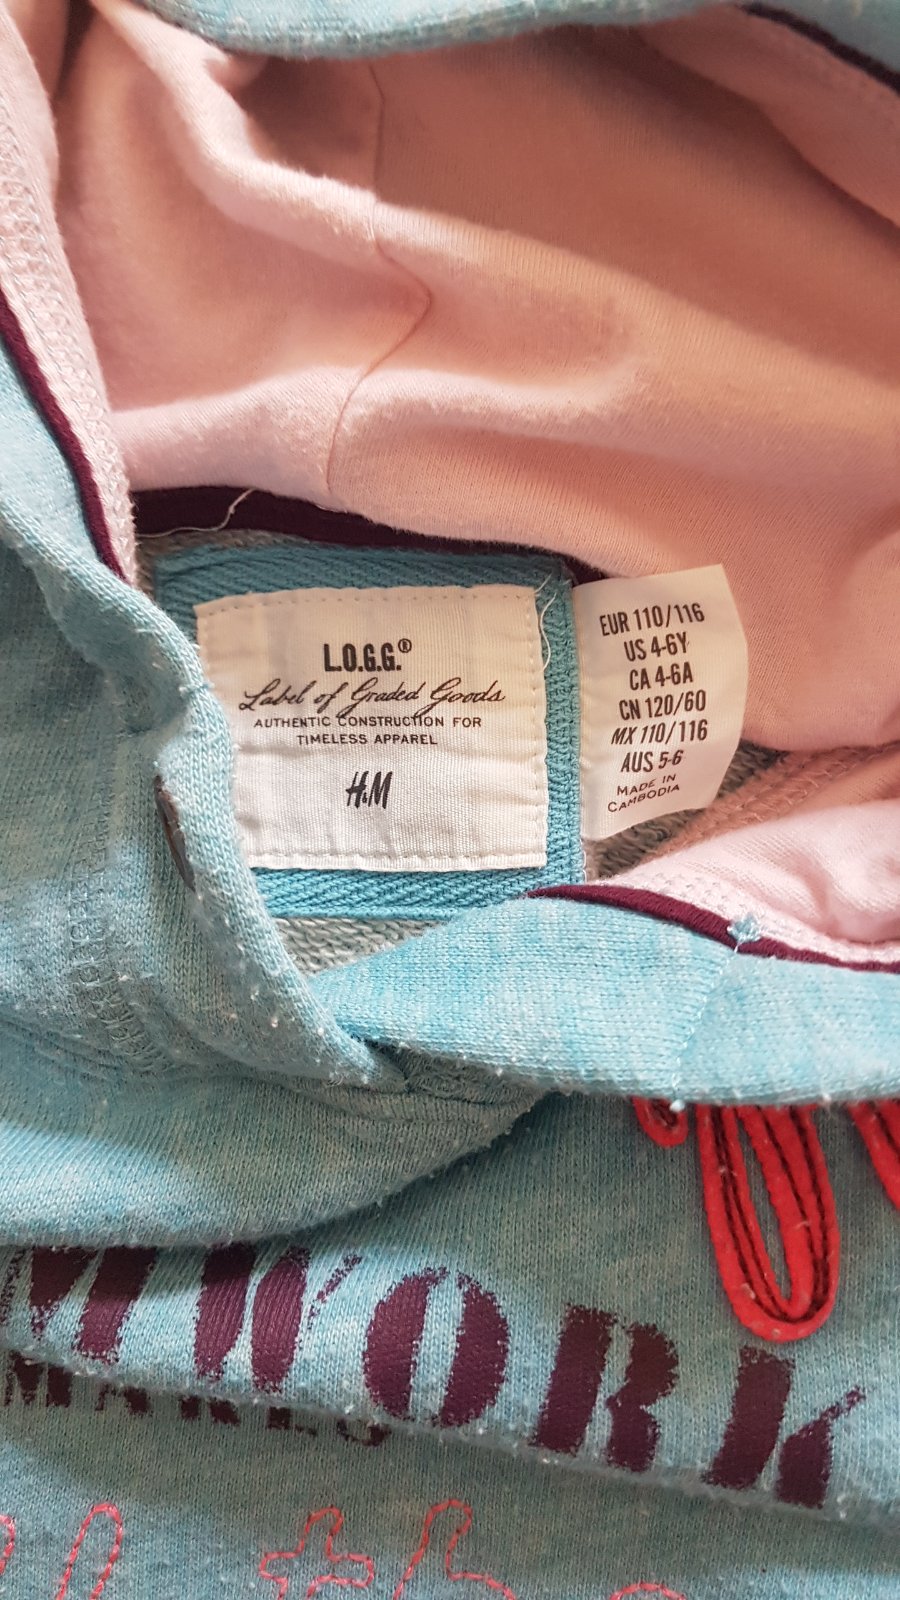 L.O.G.G.®
Label of Graded Goods
AUTHENTIC CONSTRUCTION FOR
TIMELESS APPAREL
H&M
EUR 110/116
US 4-6Y
CA 4-6A
CN 120/60
MX 110/116
AUS 5-6
MADE IN
CAMBODIA
MWORK